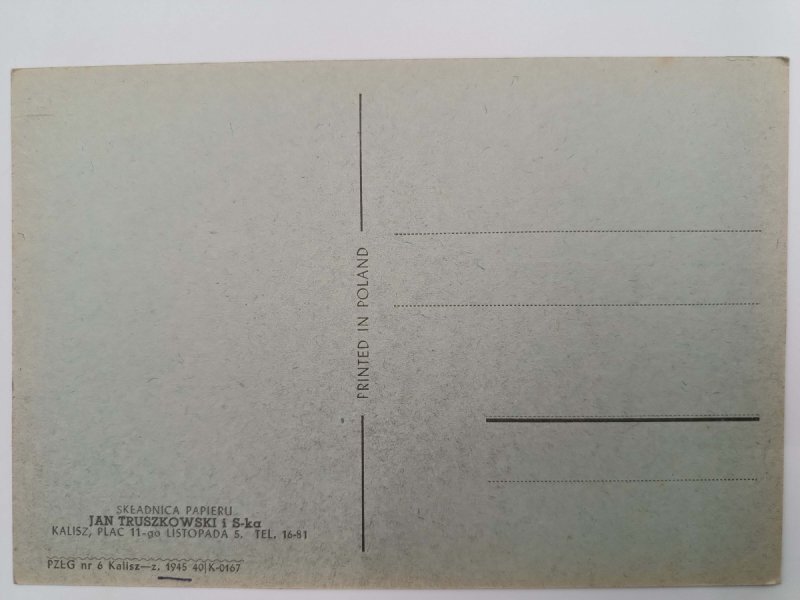 PRINTED IN POLAND
SKŁADNICA PAPIERU
JAN TRUSZKOWSKI i S-ka
KALISZ, PLAC 11-go LISTOPADA 5. TEL. 16-81
PZŁG nr 6 Kalisz—z. 1945 40|K-0167